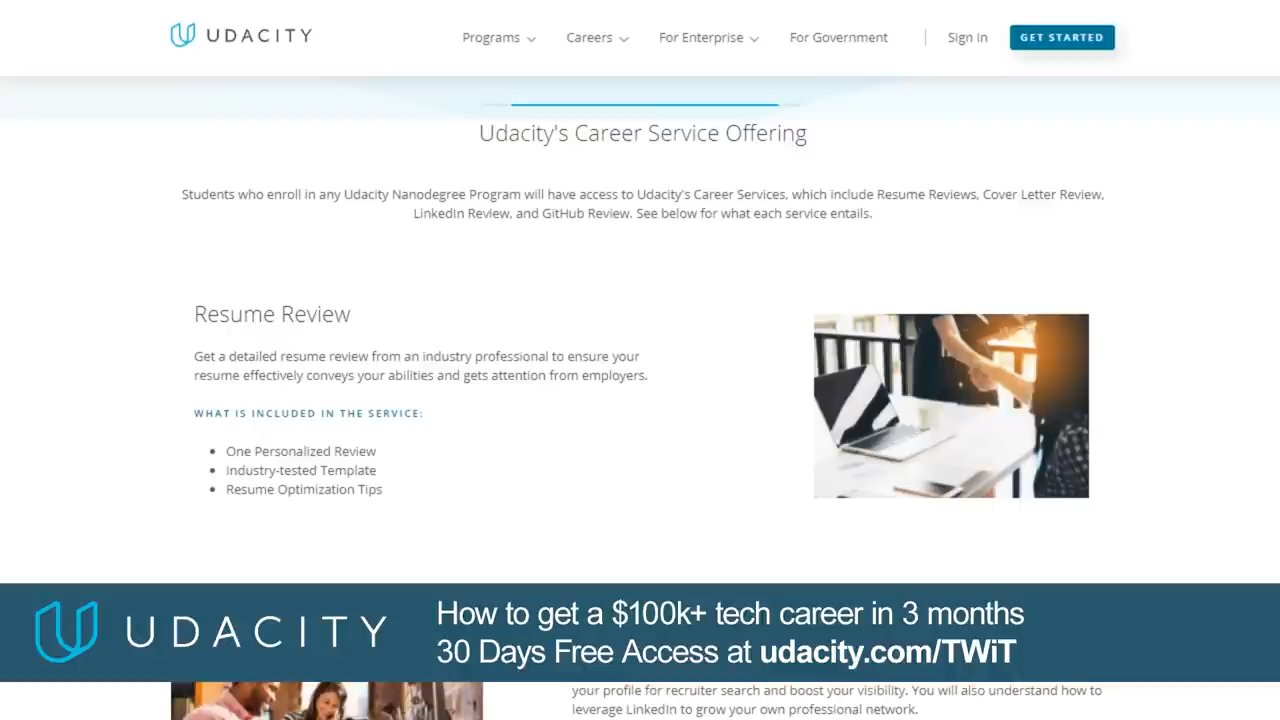 UDACITY
Programs
Careers
For Enterprise
For Government
Sign In
GET STARTED
Udacity's Career Service Offering
Students who enroll in any Udacity Nanodegree Program will have access to Udacity's Career Services, which include Resume Reviews, Cover Letter Review,
LinkedIn Review, and GitHub Review. See below for what each service entails.
Resume Review
Get a detailed resume review from an industry professional to ensure your
resume effectively conveys your abilities and gets attention from employers.
WHAT IS INCLUDED IN THE SERVICE:
One Personalized Review
Industry-tested Template
Resume Optimization Tips
UDACITY
How to get a $100k+ tech career in 3 months
30 Days Free Access at udacity.com/TWiT
your profile for recruiter search and boost your visibility. You will also understand how to
leverage LinkedIn to grow your own professional network.